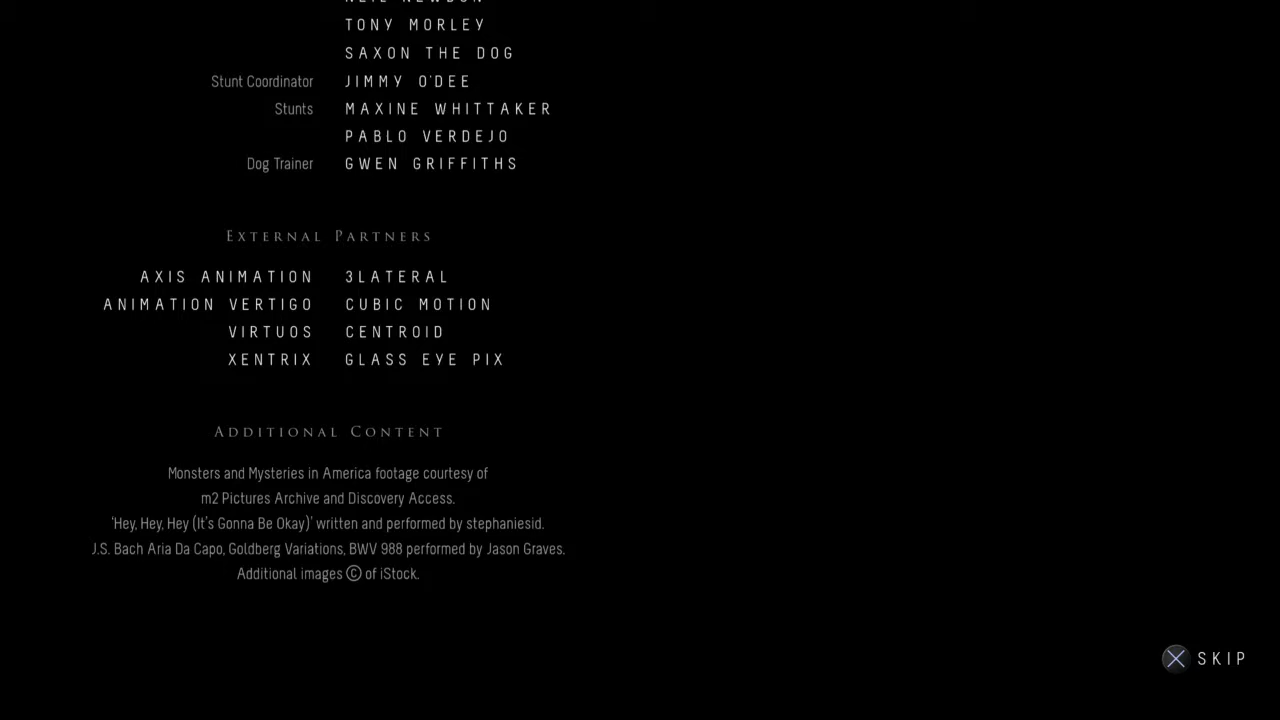 NEIL NEWBON
TONY MORLEY
SAXON THE DOG
Stunt Coordinator JIMMY O'DEE
Stunts MAXINE WHITTAKER
PABLO VERDEJO
Dog Trainer GWEN GRIFFITHS
EXTERNAL PARTNERS
AXIS ANIMATION 3LATERAL
ANIMATION VERTIGO CUBIC MOTION
VIRTUOS CENTROID
XENTRIX GLASS EYE PIX
ADDITIONAL CONTENT
Monsters and Mysteries in America footage courtesy of
m2 Pictures Archive and Discovery Access.
'Hey, Hey, Hey (It's Gonna Be Okay)' written and performed by stephaniesid.
J.S. Bach Aria Da Capo, Goldberg Variations, BWV 988 performed by Jason Graves.
Additional images © of iStock.
SKIP